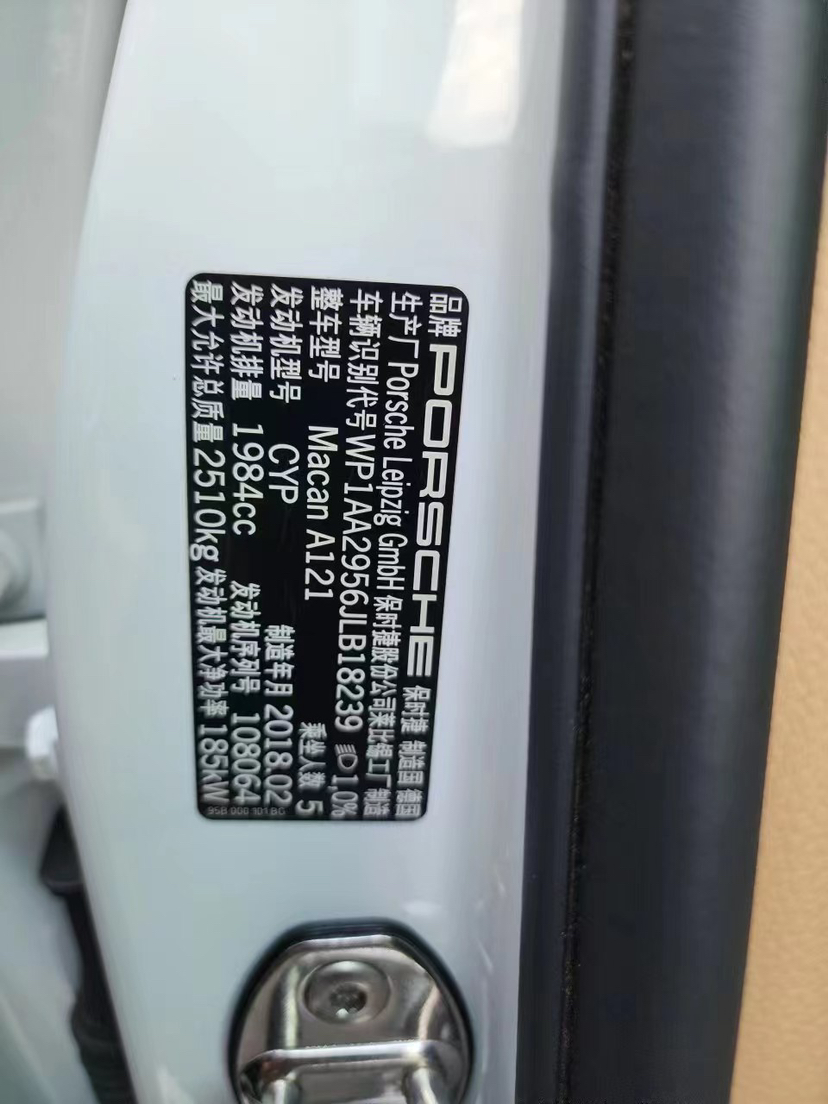 品牌 PORSCHE 保时捷 制造国 德国
生产厂 Porsche Leipzig GmbH 保时捷股份公司莱比锡工厂制造
车辆识别代号 WP1AA2956JLB18239 1,0%
整车型号 Macan A121 乘坐人数 5
发动机型号 CYP 制造年月 2018.02
发动机排量 1984cc 发动机序列号 108064
最大允许总质量 2510kg 发动机最大净功率 185kW
95B 000 101 BG